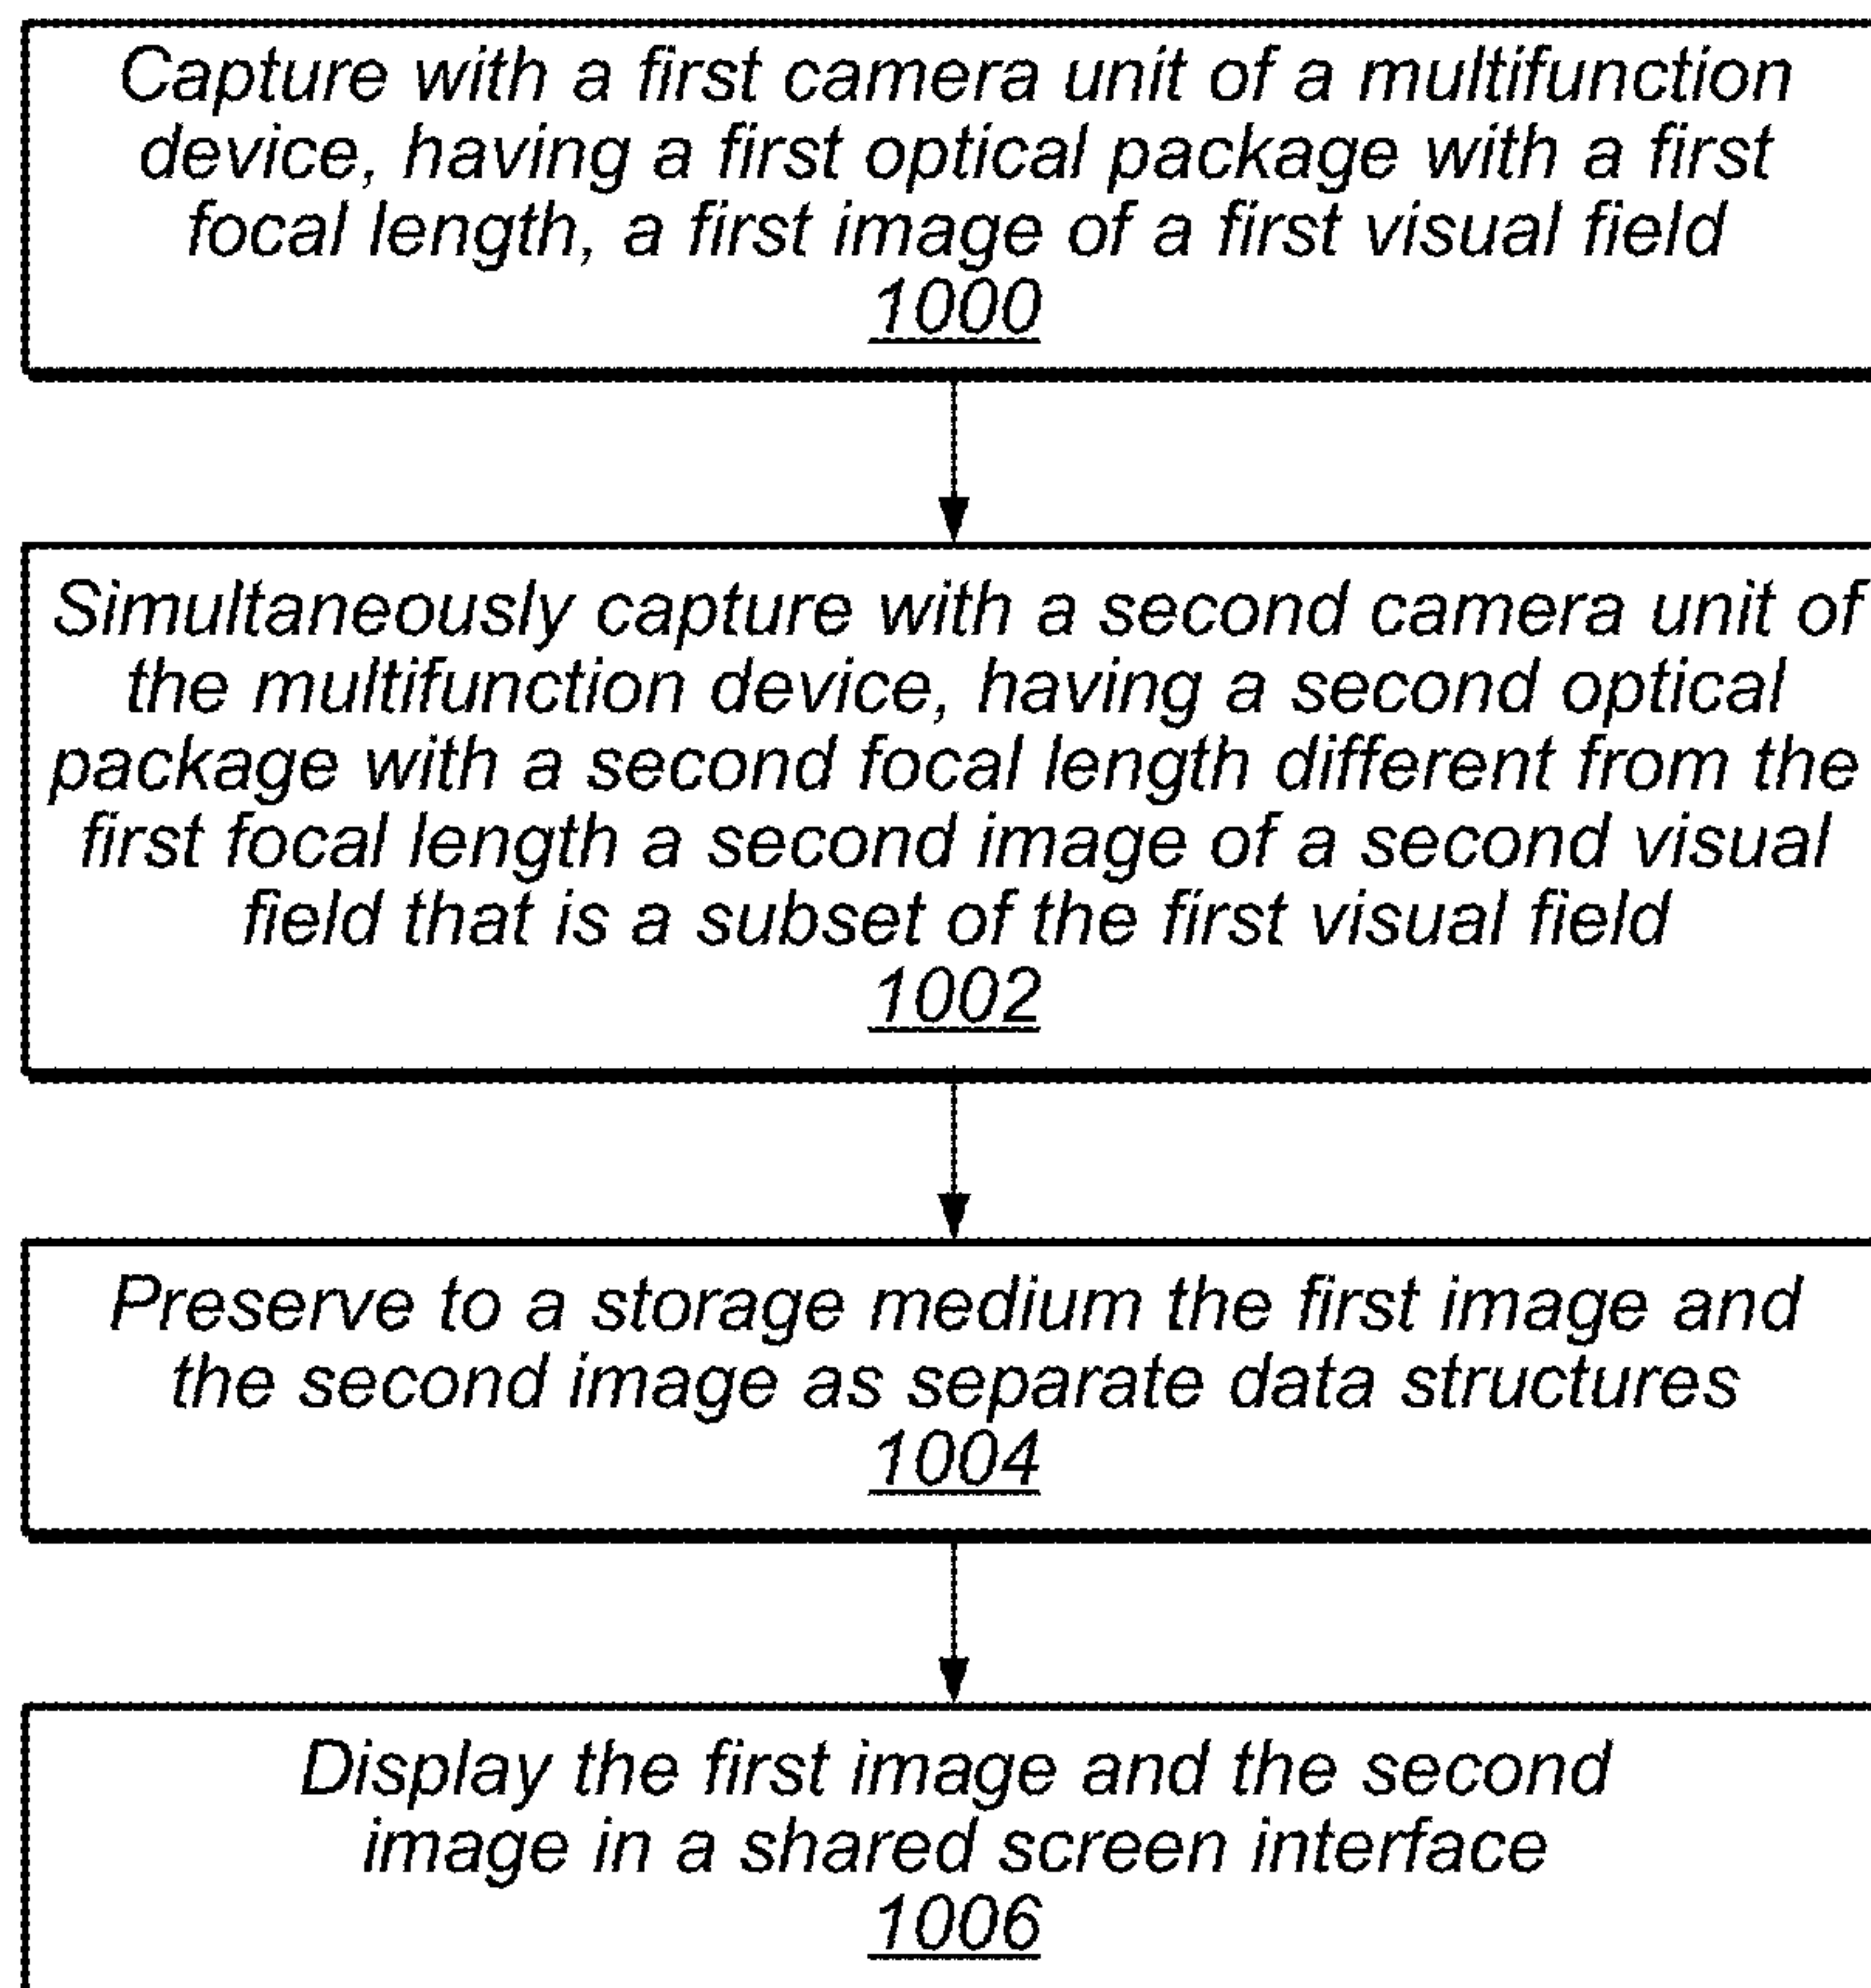 Capture with a first camera unit of a multifunction
device, having a first optical package with a first
focal length, a first image of a first visual field
1000
Simultaneously capture with a second camera unit of
the multifunction device, having a second optical
package with a second focal length different from the
first focal length a second image of a second visual
field that is a subset of the first visual field
1002
Preserve to a storage medium the first image and
the second image as separate data structures
1004
Display the first image and the second
image in a shared screen interface
1006